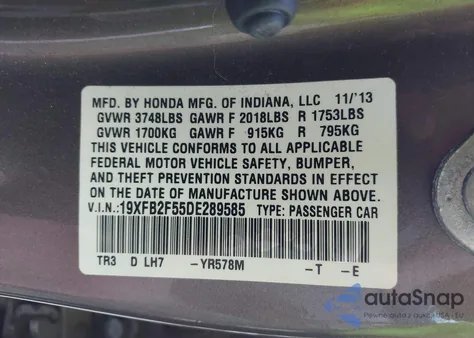 MFD. BY HONDA MFG. OF INDIANA, LLC 11/'13
GVWR 3748LBS GAWR F 2018LBS R 1753LBS
GVWR 1700KG GAWR F 915KG R 795KG
THIS VEHICLE CONFORMS TO ALL APPLICABLE
FEDERAL MOTOR VEHICLE SAFETY, BUMPER,
AND THEFT PREVENTION STANDARDS IN EFFECT
ON THE DATE OF MANUFACTURE SHOWN ABOVE.
V.I.N.:19XFB2F55DE289585 TYPE: PASSENGER CAR
TR3 D LH7 -YR578M -T -E
autoSnap